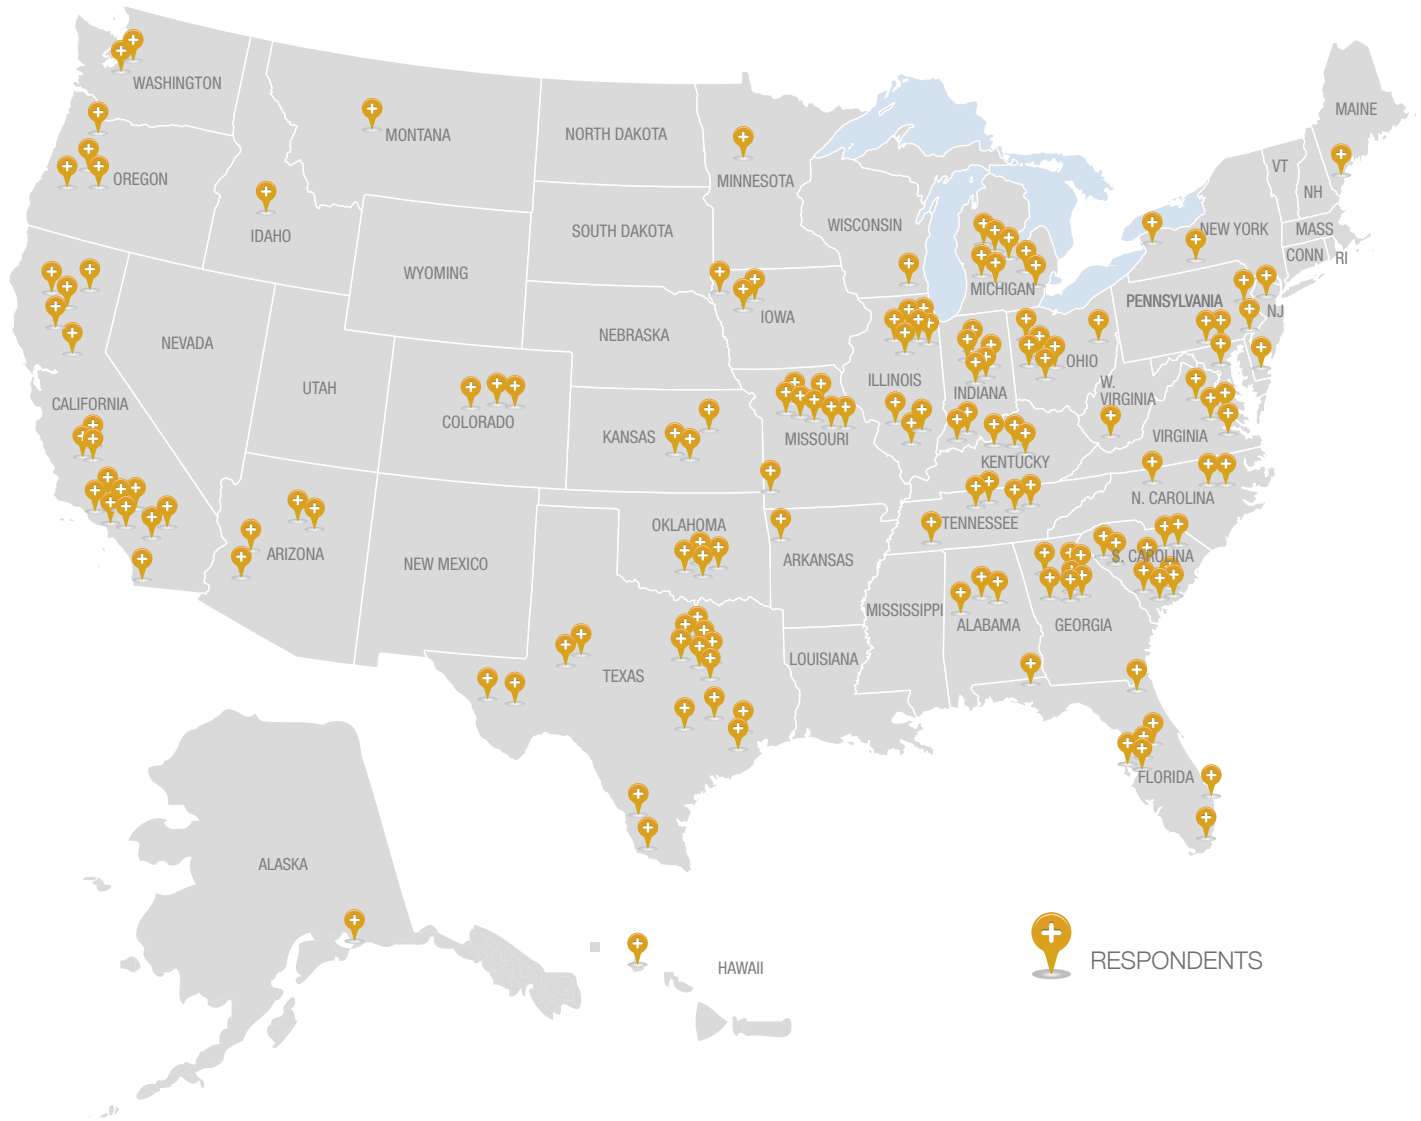 MAINE
WASHINGTON
MONTANA
NORTH DAKOTA
VT
MINNESOTA
OREGON
NH
WISCONSIN
NEW YORK
MASS
SOUTH DAKOTA
IDAHO
CONN
RI
WYOMING
MICHIGAN
PENNSYLVANIA
NJ
IOWA
NEBRASKA
NEVADA
OHIO
UTAH
ILLINOIS
W.
VIRGINIA
INDIANA
CALIFORNIA
COLORADO
KANSAS
MISSOURI
VIRGINIA
KENTUCKY
N. CAROLINA
OKLAHOMA
TENNESSEE
ARIZONA
S. CAROLINA
ARKANSAS
NEW MEXICO
MISSISSIPPI
ALABAMA
GEORGIA
LOUISIANA
TEXAS
FLORIDA
ALASKA
RESPONDENTS
HAWAII